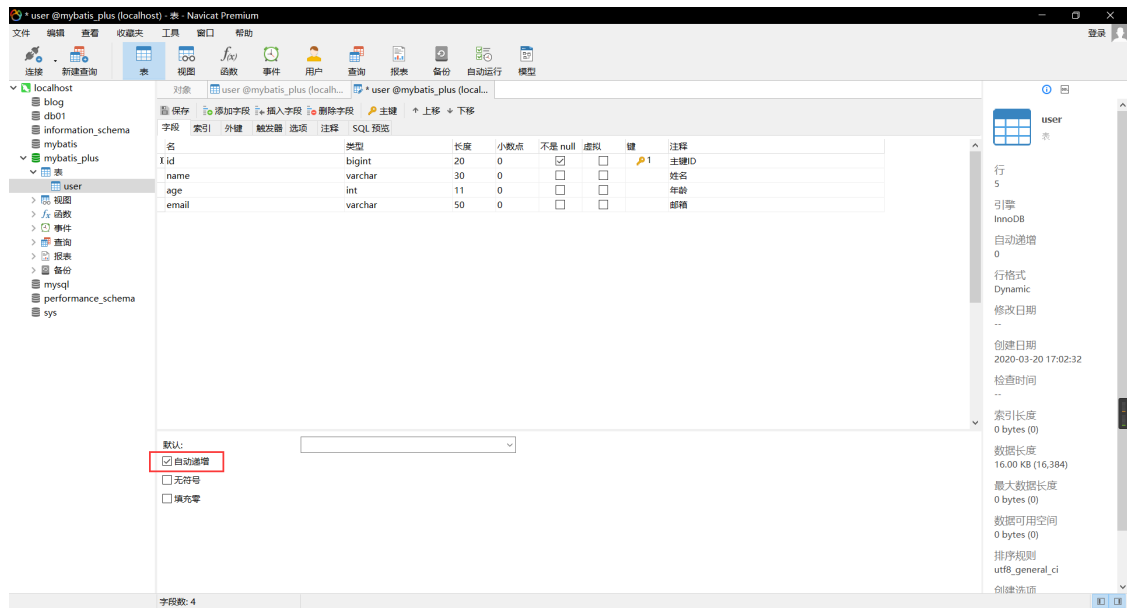 * user @mybatis_plus (localhost) - 表 - Navicat Premium
文件 编辑 查看 收藏夹 工具 窗口 帮助 登录
连接 新建查询 表 视图 函数 事件 用户 查询 报表 备份 自动运行 模型
localhost
blog
db01
information_schema
mybatis
mybatis_plus
表
user
视图
函数
事件
查询
报表
备份
mysql
performance_schema
sys
对象 user @mybatis_plus (localh... * user @mybatis_plus (local...
保存 添加字段 插入字段 删除字段 主键 上移 下移
字段 索引 外键 触发器 选项 注释 SQL 预览
名 类型 长度 小数点 不是 null 虚拟 键 注释
id bigint 20 0 1 主键ID
name varchar 30 0 姓名
age int 11 0 年龄
email varchar 50 0 邮箱
默认:
自动递增
无符号
填充零
字段数: 4
user
表
行
5
引擎
InnoDB
自动递增
0
行格式
Dynamic
修改日期
--
创建日期
2020-03-20 17:02:32
检查时间
--
索引长度
0 bytes (0)
数据长度
16.00 KB (16,384)
最大数据长度
0 bytes (0)
数据可用空间
0 bytes (0)
排序规则
utf8_general_ci
创建选项